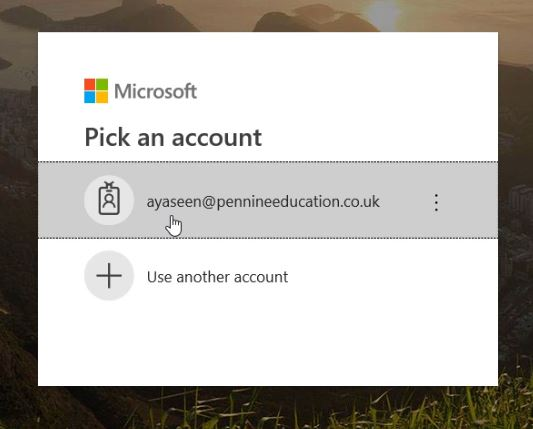 Microsoft
Pick an account
ayaseen@pennineeducation.co.uk
Use another account